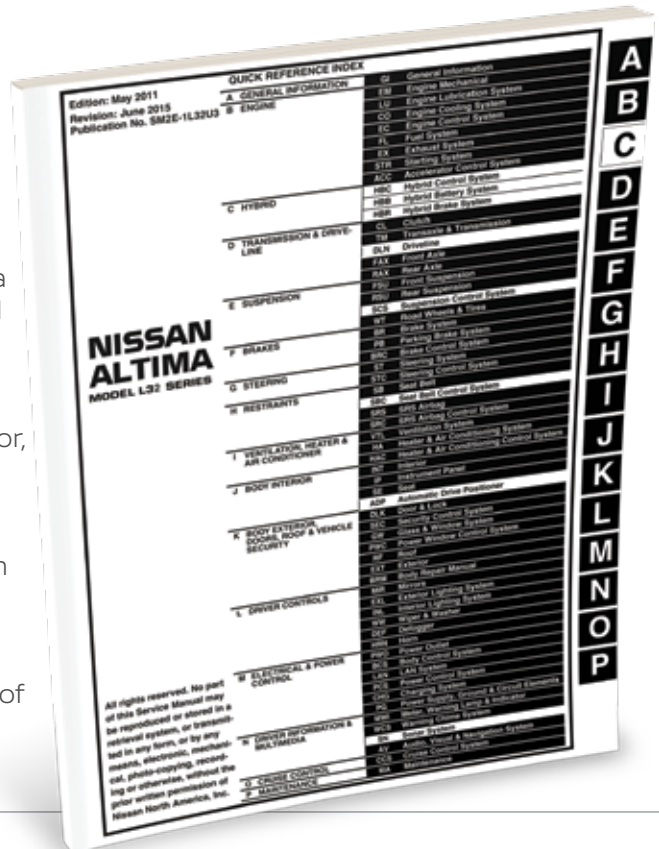 a
or,
of
Edition: May 2011
Revision: June 2015
Publication No. SM2E-1L32U3
NISSAN
ALTIMA
MODEL L32 SERIES
All rights reserved. No part
of this Service Manual may
be reproduced or stored in a
retrieval system, or transmit-
ted in any form, or by any
means, electronic, mechani-
cal, photo-copying, record-
ing or otherwise, without the
prior written permission of
Nissan North America, Inc.
QUICK REFERENCE INDEX
A GENERAL INFORMATION GI General Information
B ENGINE EM Engine Mechanical
LU Engine Lubrication System
CO Engine Cooling System
EC Engine Control System
FL Fuel System
EX Exhaust System
STR Starting System
ACC Accelerator Control System
C HYBRID HBC Hybrid Control System
HBB Hybrid Battery System
HBR Hybrid Brake System
D TRANSMISSION & DRIVE-
LINE
CL Clutch
TM Transaxle & Transmission
DLN Driveline
FAX Front Axle
RAX Rear Axle
E SUSPENSION FSU Front Suspension
RSU Rear Suspension
SCS Suspension Control System
WT Road Wheels & Tires
F BRAKES BR Brake System
PB Parking Brake System
BRC Brake Control System
G STEERING ST Steering System
STC Steering Control System
H RESTRAINTS SB Seat Belt
SBC Seat Belt Control System
SRS Airbag
SRS Airbag Control System
I VENTILATION, HEATER &
AIR CONDITIONER
VTL Ventilation System
HA Heater & Air Conditioning System
HAC Heater & Air Conditioning Control System
J BODY INTERIOR INT Interior
IP Instrument Panel
SE Seat
ADP Automatic Drive Positioner
K BODY EXTERIOR,
DOORS, ROOF & VEHICLE
SECURITY
DLK Door & Lock
SEC Security Control System
GW Glass & Window System
PWC Power Window Control System
RF Roof
EXT Exterior
BRM Body Repair Manual
L DRIVER CONTROLS MIR Mirrors
EXL Exterior Lighting System
INL Interior Lighting System
WW Wiper & Washer
DEF Defogger
HRN Horn
M ELECTRICAL & POWER
CONTROL
PWO Power Outlet
BCS Body Control System
LAN LAN System
PCS Power Control System
CHG Charging System
PG Power Supply, Ground & Circuit Elements
N DRIVER INFORMATION &
MULTIMEDIA
MWI Meter, Warning Lamp & Indicator
WCS Warning Chime System
SN Sonar System
AV Audio, Visual & Navigation System
O CRUISE CONTROL CCS Cruise Control System
P MAINTENANCE MA Maintenance
A
B
C
D
E
F
G
H
I
J
K
L
M
N
O
P